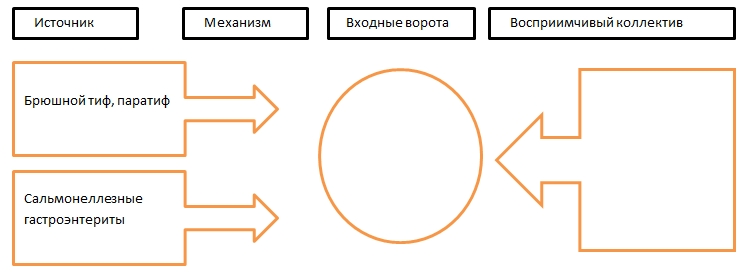 Источник
Механизм
Входные ворота
Восприимчивый коллектив
Брюшной тиф, паратиф
Сальмонеллезные
гастроэнтериты